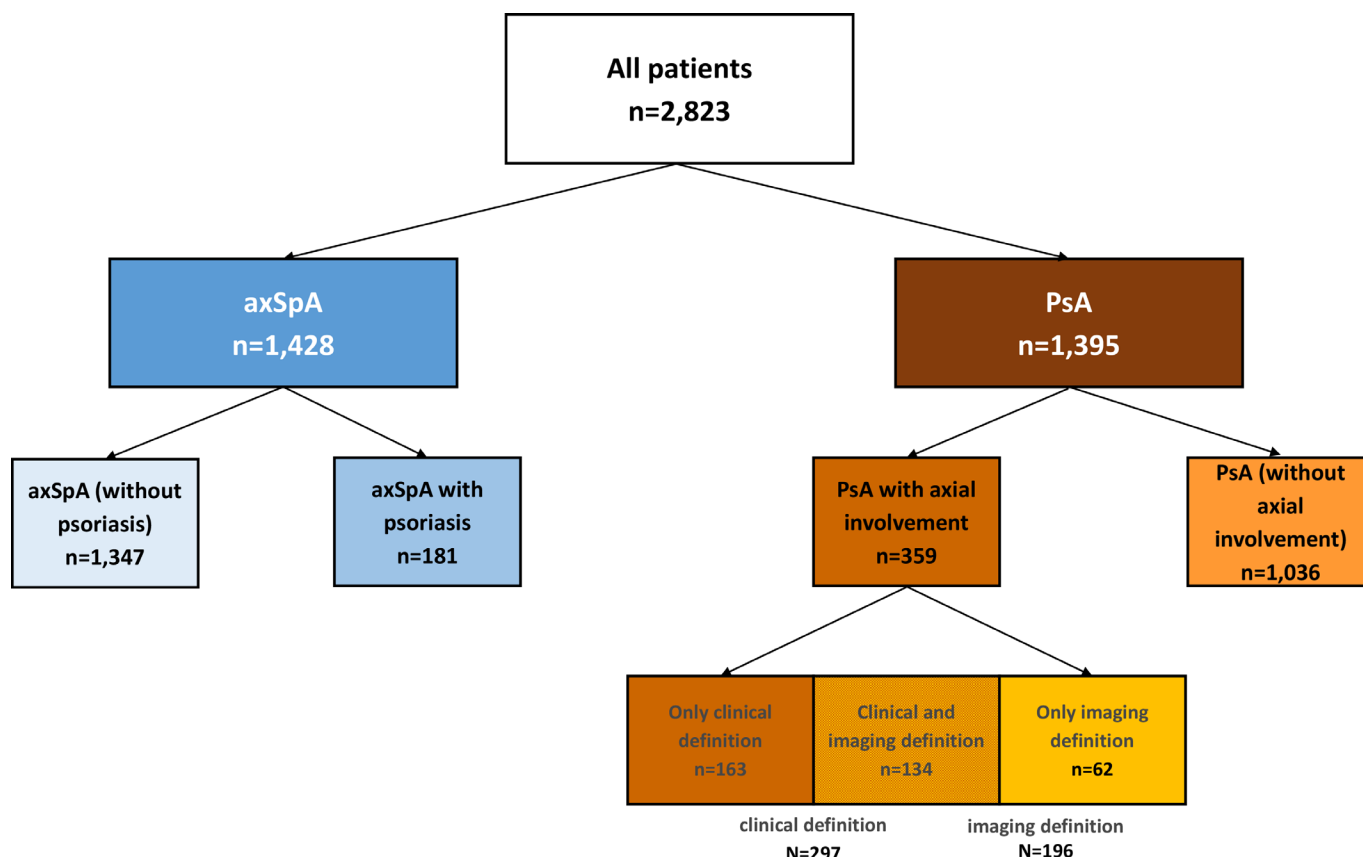 All patients
n=2,823
axSpA
n=1,428
PsA
n=1,395
axSpA (without
psoriasis)
n=1,347
axSpA with
psoriasis
n=181
PsA with axial
involvement
n=359
PsA (without
axial
involvement)
n=1,036
Only clinical
definition
n=163
Clinical and
imaging definition
n=134
Only imaging
definition
n=62
clinical definition
N=297
imaging definition
N=196